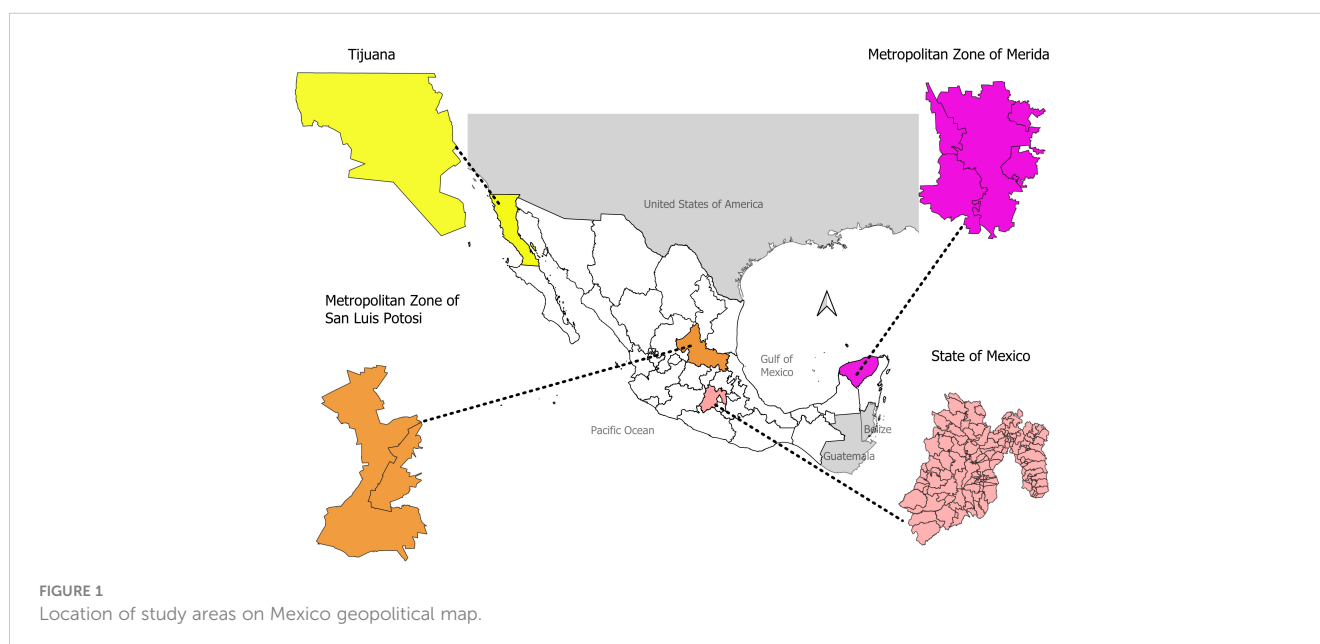 Tijuana
Metropolitan Zone of Merida
United States of America
Metropolitan Zone of
San Luis Potosi
Gulf of
Mexico
State of Mexico
Pacific Ocean
Belize
Guatemala
FIGURE 1
Location of study areas on Mexico geopolitical map.